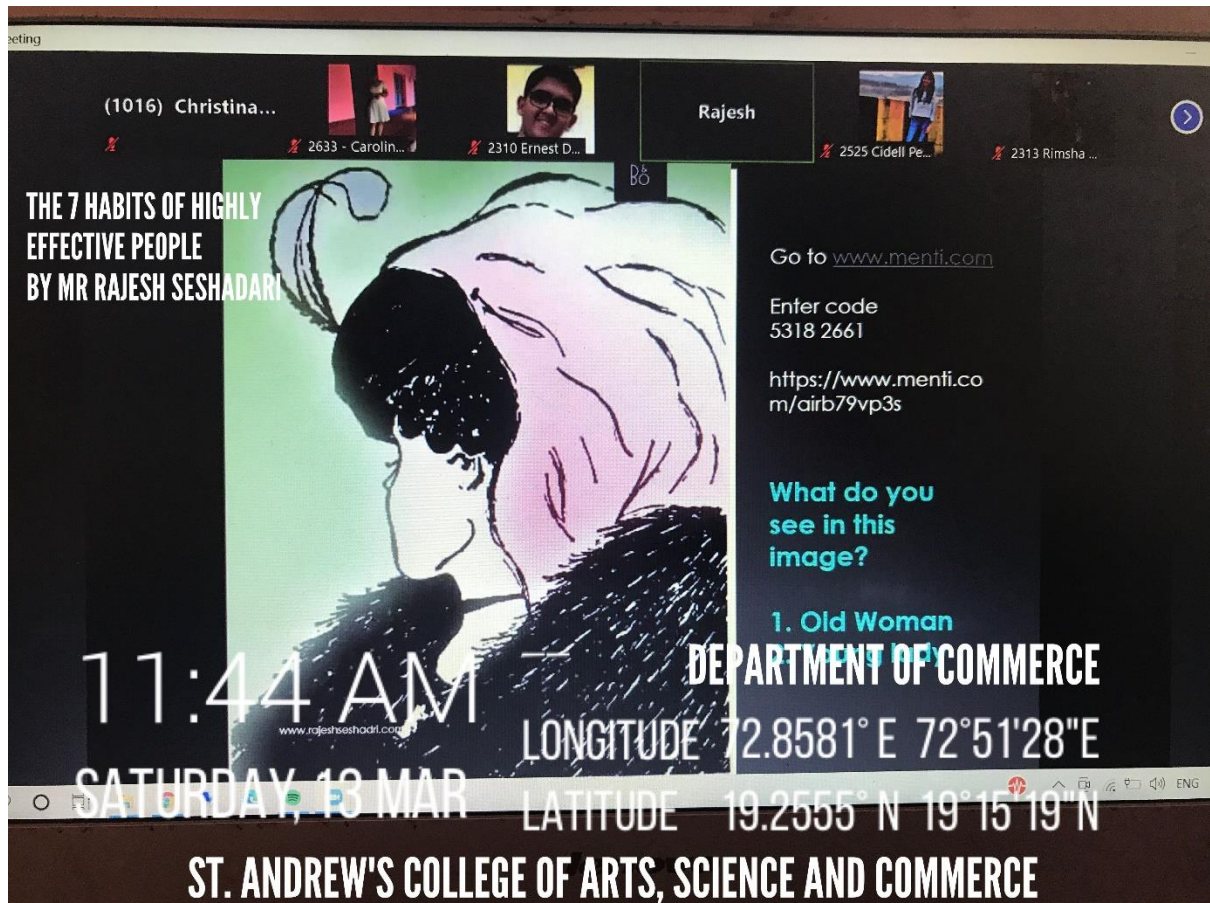 eeting
(1016) Christina...
2633 - Carolin...
2310 Ernest D...
Rajesh
2525 Cidell Pe...
2313 Rimsha ...
THE 7 HABITS OF HIGHLY
EFFECTIVE PEOPLE
BY MR RAJESH SESHADARI
Go to www.menti.com
Enter code
5318 2661
https://www.menti.co
m/airb79vp3s
What do you
see in this
image?
1. Old Woman
2. Young lady
www.rajeshseshadri.com
11:44 AM
SATURDAY, 13 MAR
DEPARTMENT OF COMMERCE
LONGITUDE 72.8581° E 72°51'28"E
LATITUDE 19.2555° N 19°15'19"N
ENG
ST. ANDREW'S COLLEGE OF ARTS, SCIENCE AND COMMERCE